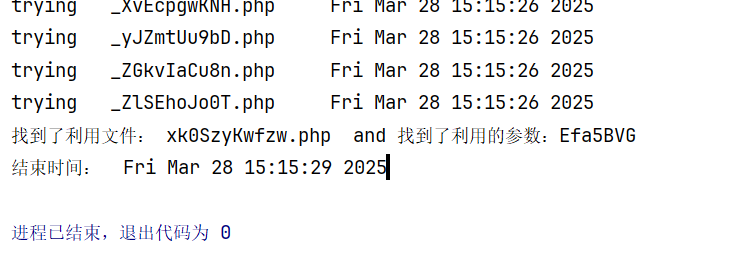 trying   _XvEcpgwKNH.php     Fri Mar 28 15:15:26 2025
trying   _yJZmtUu9bD.php     Fri Mar 28 15:15:26 2025
trying   _ZGkvIaCu8n.php     Fri Mar 28 15:15:26 2025
trying   _ZlSEhoJo0T.php     Fri Mar 28 15:15:26 2025
找到了利用文件： xk0SzyKwfzw.php  and 找到了利用的参数：Efa5BVG
结束时间：  Fri Mar 28 15:15:29 2025
进程已结束，退出代码为 0